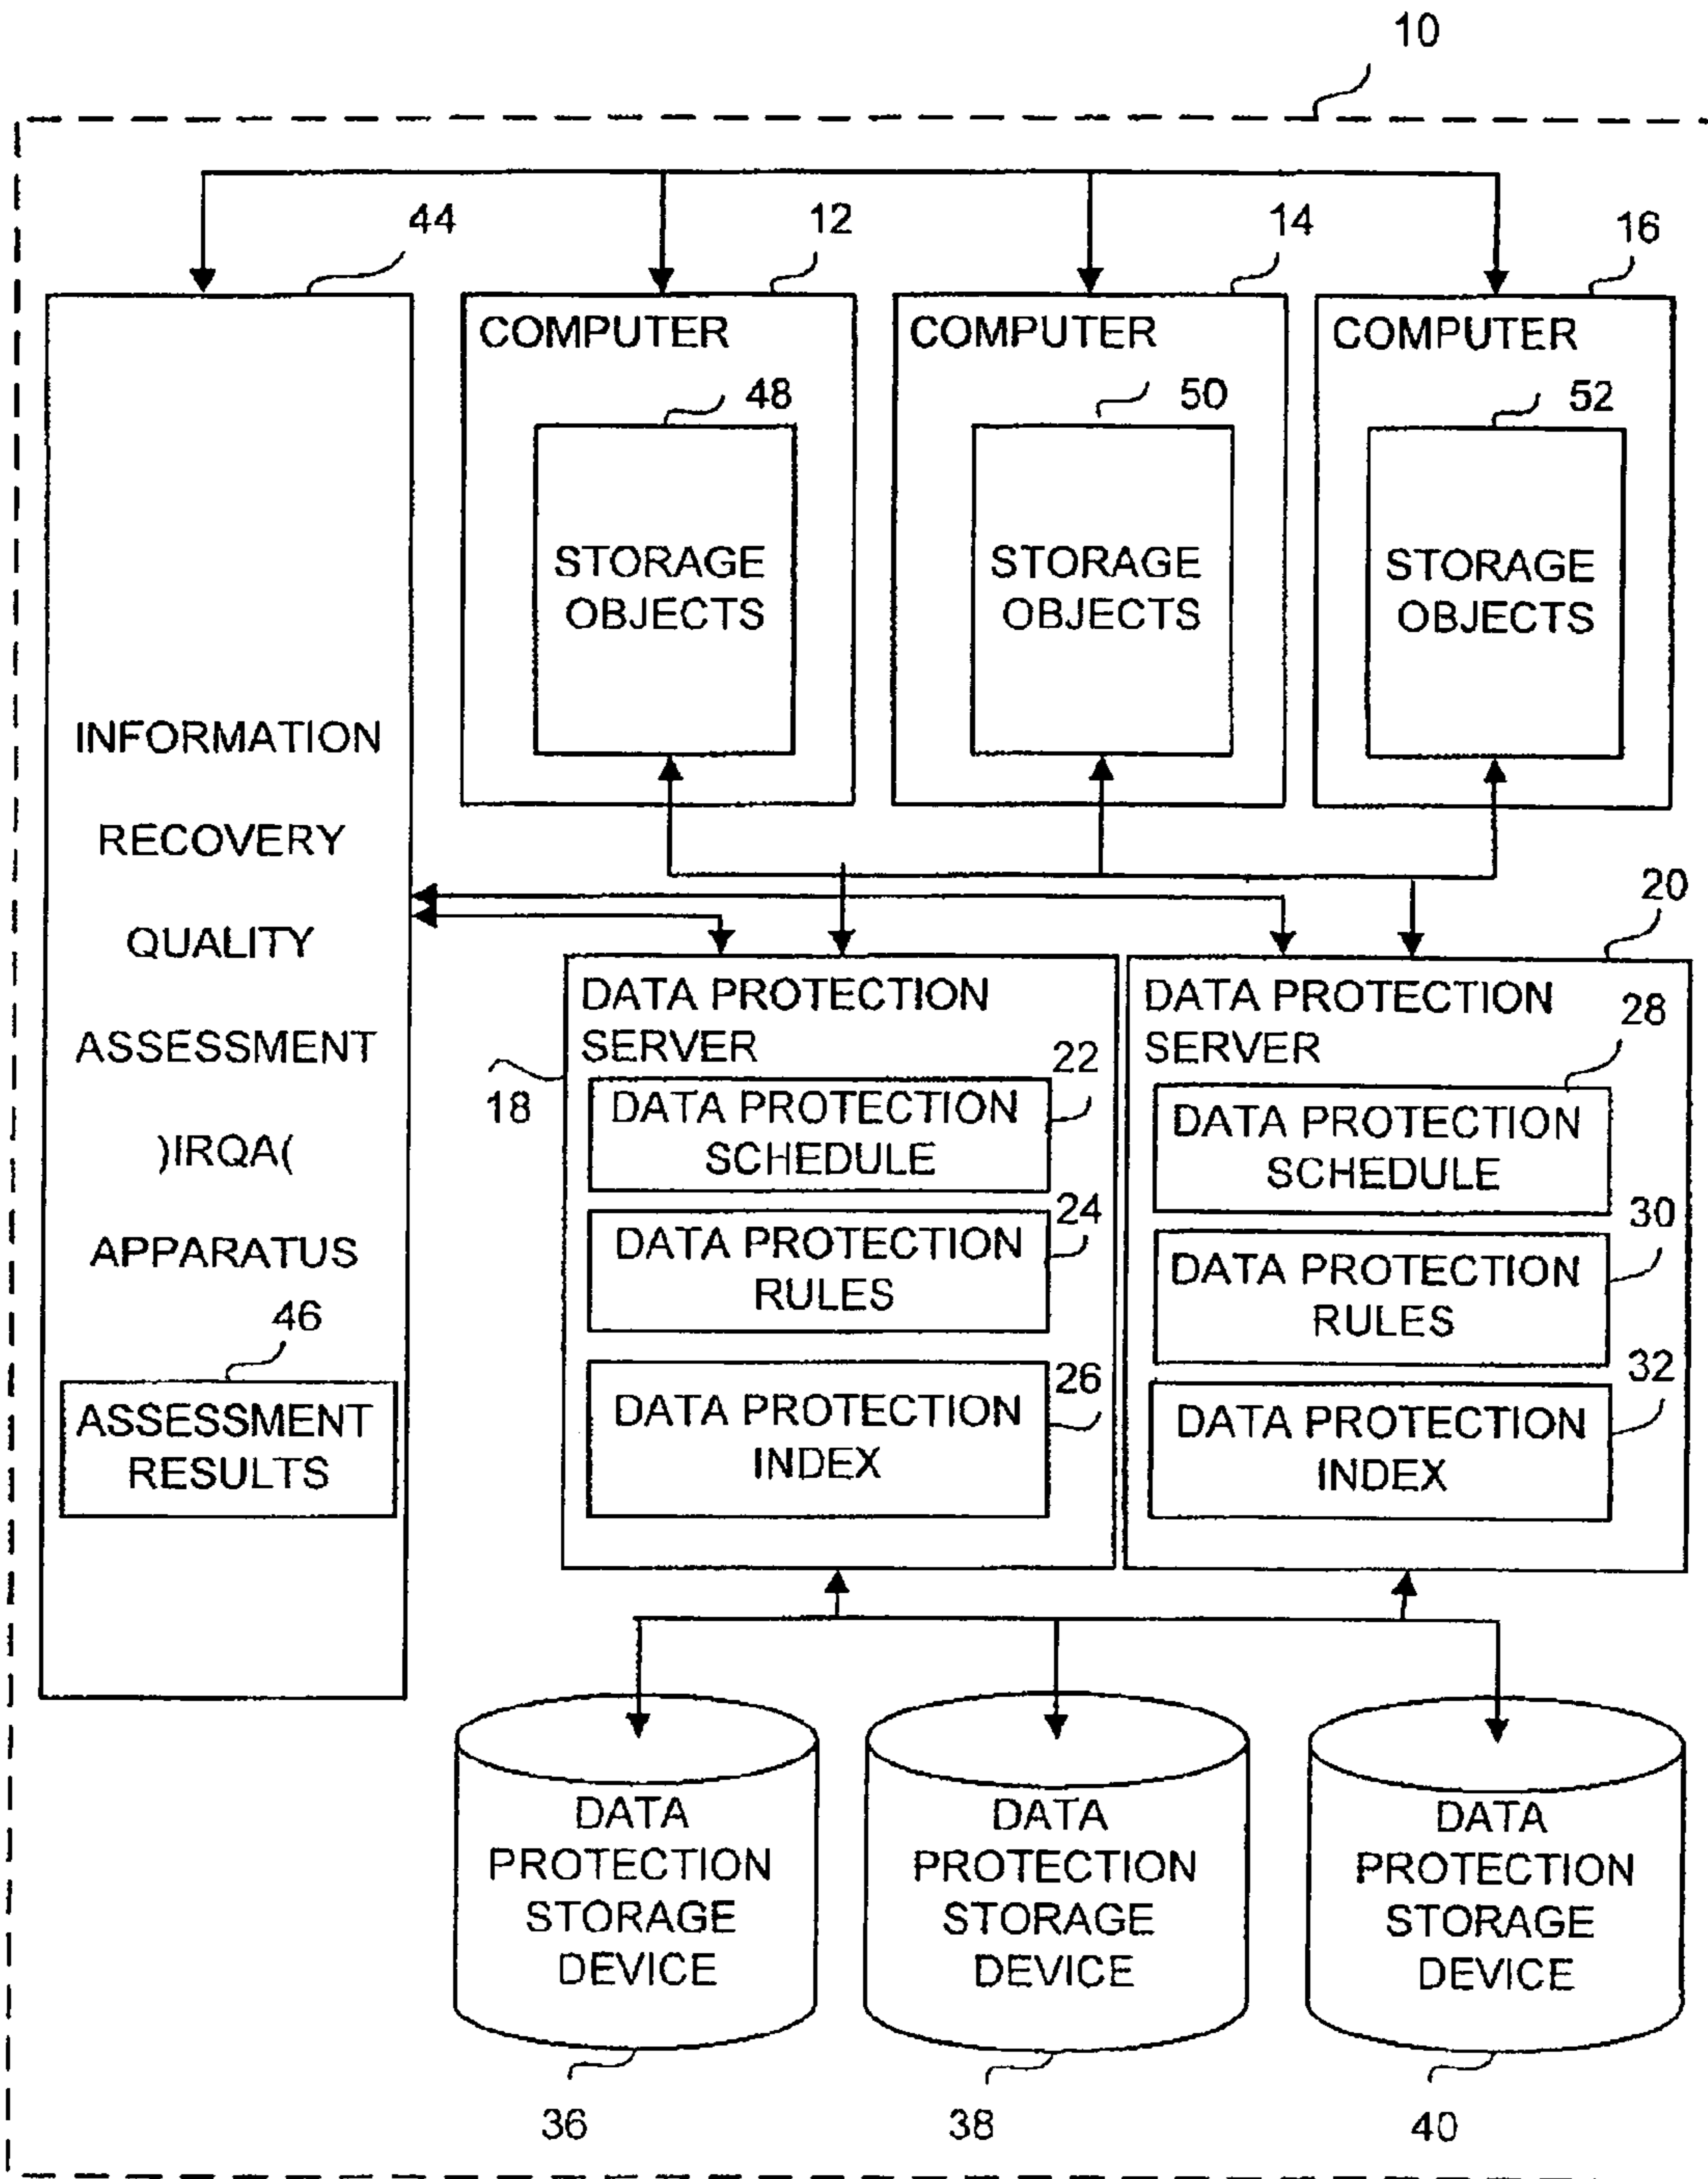 10
44
12
14
16
COMPUTER
COMPUTER
COMPUTER
48
50
52
STORAGE
OBJECTS
STORAGE
OBJECTS
STORAGE
OBJECTS
INFORMATION
RECOVERY
QUALITY
ASSESSMENT
)IRQA(
APPARATUS
46
ASSESSMENT
RESULTS
20
DATA PROTECTION
SERVER
18
22
DATA PROTECTION
SCHEDULE
24
DATA PROTECTION
RULES
26
DATA PROTECTION
INDEX
DATA PROTECTION
SERVER
28
DATA PROTECTION
SCHEDULE
30
DATA PROTECTION
RULES
32
DATA PROTECTION
INDEX
DATA
PROTECTION
STORAGE
DEVICE
DATA
PROTECTION
STORAGE
DEVICE
DATA
PROTECTION
STORAGE
DEVICE
36
38
40